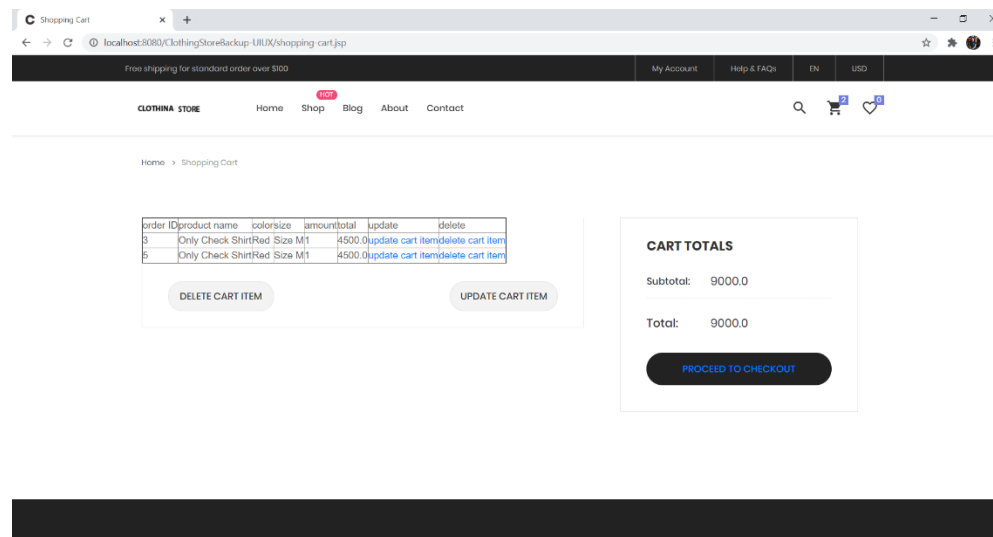 C Shopping Cart
localhost:8080/ClothingStoreBackup-UIUX/shopping-cart.jsp
Free shipping for standard order over $100 My Account Help & FAQs EN USD
HOT
CLOTHINA STORE Home Shop Blog About Contact 2 0
Home > Shopping Cart
order ID product name color size amount total update delete
3 Only Check Shirt Red Size M 1 4500.0 update cart item delete cart item
5 Only Check Shirt Red Size M 1 4500.0 update cart item delete cart item
DELETE CART ITEM UPDATE CART ITEM
CART TOTALS
Subtotal: 9000.0
Total: 9000.0
PROCEED TO CHECKOUT